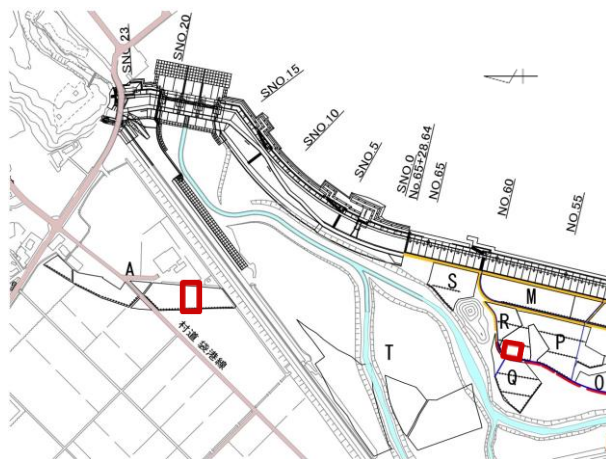 SNO 23
SNO 20
SNO 15
SNO 10
SNO 5
SNO 0
No.65+28.64
NO.65
NO.60
NO.55
A
S
M
R
P
T
Q
O
村道 袋港線